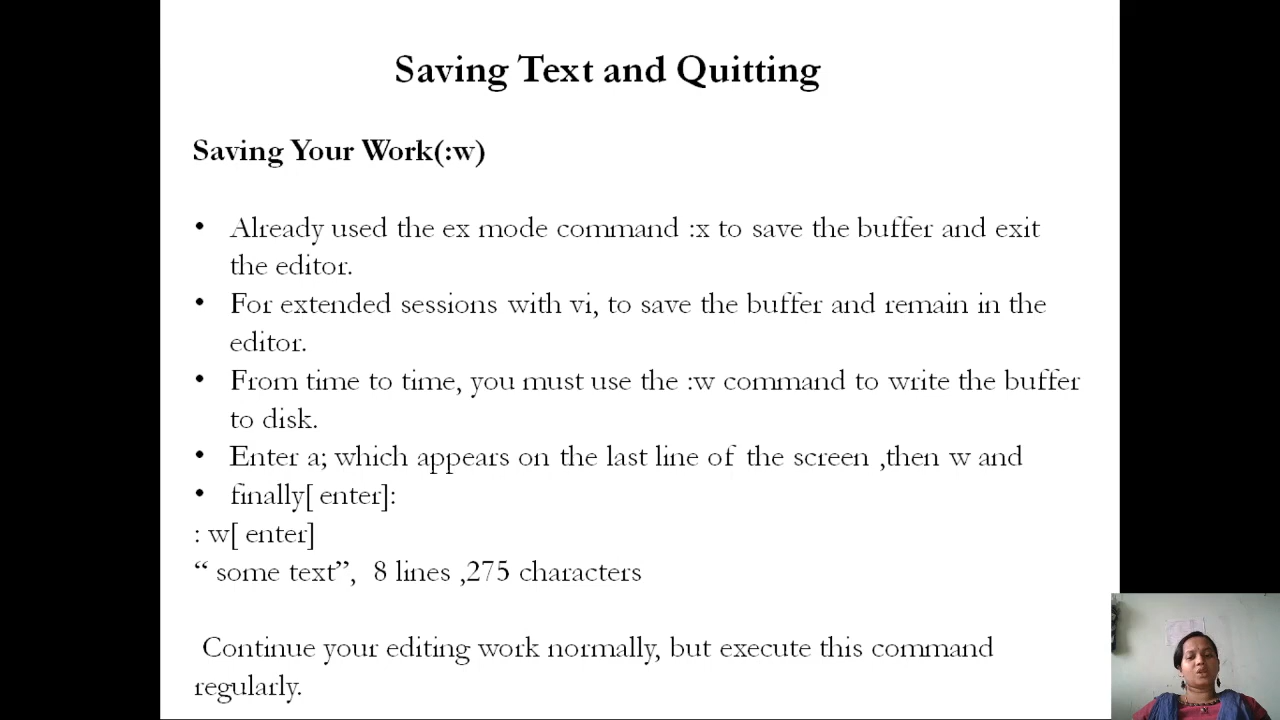 Saving Text and Quitting
Saving Your Work(:w)
• Already used the ex mode command :x to save the buffer and exit
the editor.
• For extended sessions with vi, to save the buffer and remain in the
editor.
• From time to time, you must use the :w command to write the buffer
to disk.
• Enter a; which appears on the last line of the screen ,then w and
• finally[ enter]:
: w[ enter]
“ some text”, 8 lines ,275 characters
Continue your editing work normally, but execute this command
regularly.